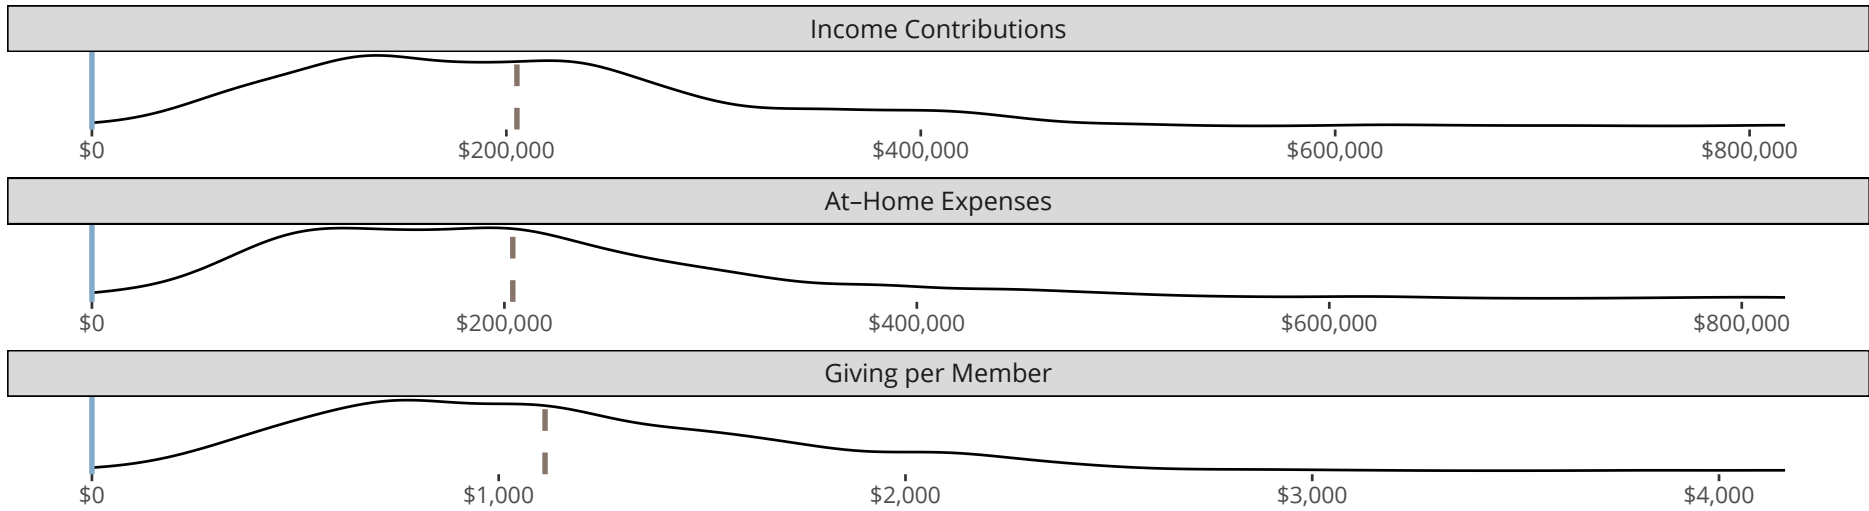 Income Contributions
$0 $200,000 $400,000 $600,000 $800,000
At–Home Expenses
$0 $200,000 $400,000 $600,000 $800,000
Giving per Member
$0 $1,000 $2,000 $3,000 $4,000